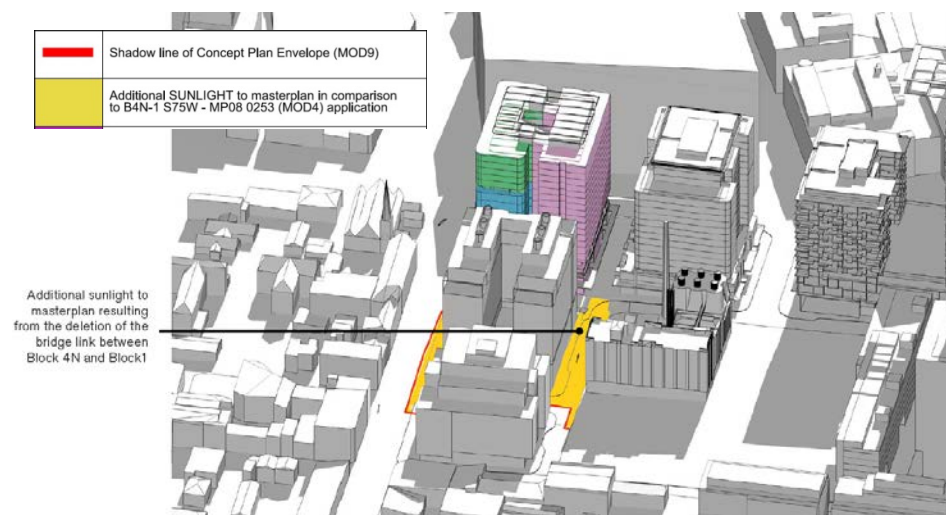 Shadow line of Concept Plan Envelope (MOD9)
Additional SUNLIGHT to masterplan in comparison
to B4N-1 S75W - MP08 0253 (MOD4) application
Additional sunlight to
masterplan resulting
from the deletion of the
bridge link between
Block 4N and Block1